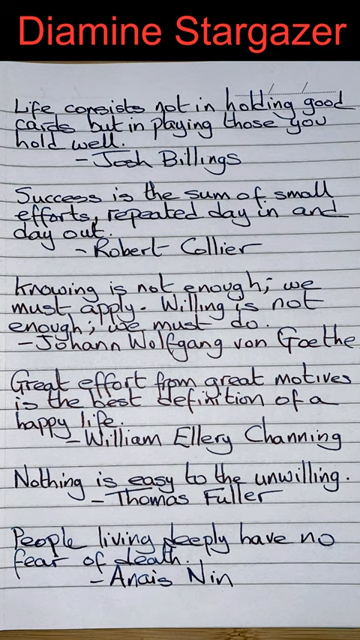 Diamine Stargazer
Life consists not in holding good
cards but in playing those you
hold well.
- Josh Billings
Success is the sum of small
efforts, repeated day in and
day out.
- Robert Collier
Knowing is not enough; we
must apply. Willing is not
enough; we must do.
- Johann Wolfgang von Goethe
Great effort from great motives
is the best definition of a
happy life.
- William Ellery Channing
Nothing is easy to the unwilling.
- Thomas Fuller
People living deeply have no
fear of death.
- Anais Nin